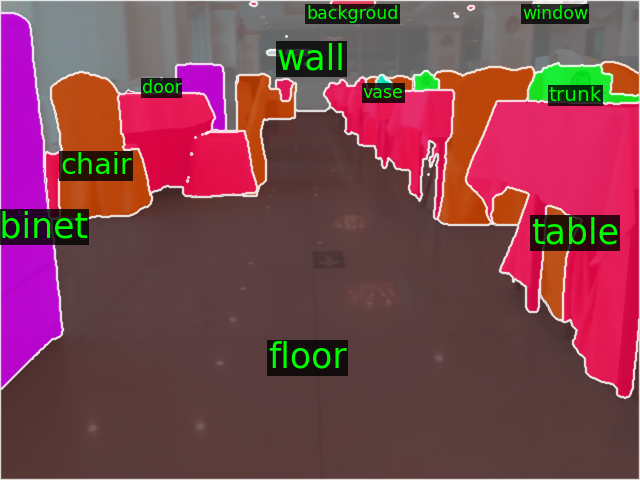 backgroud
window
wall
door
vase
trunk
chair
binet
table
floor